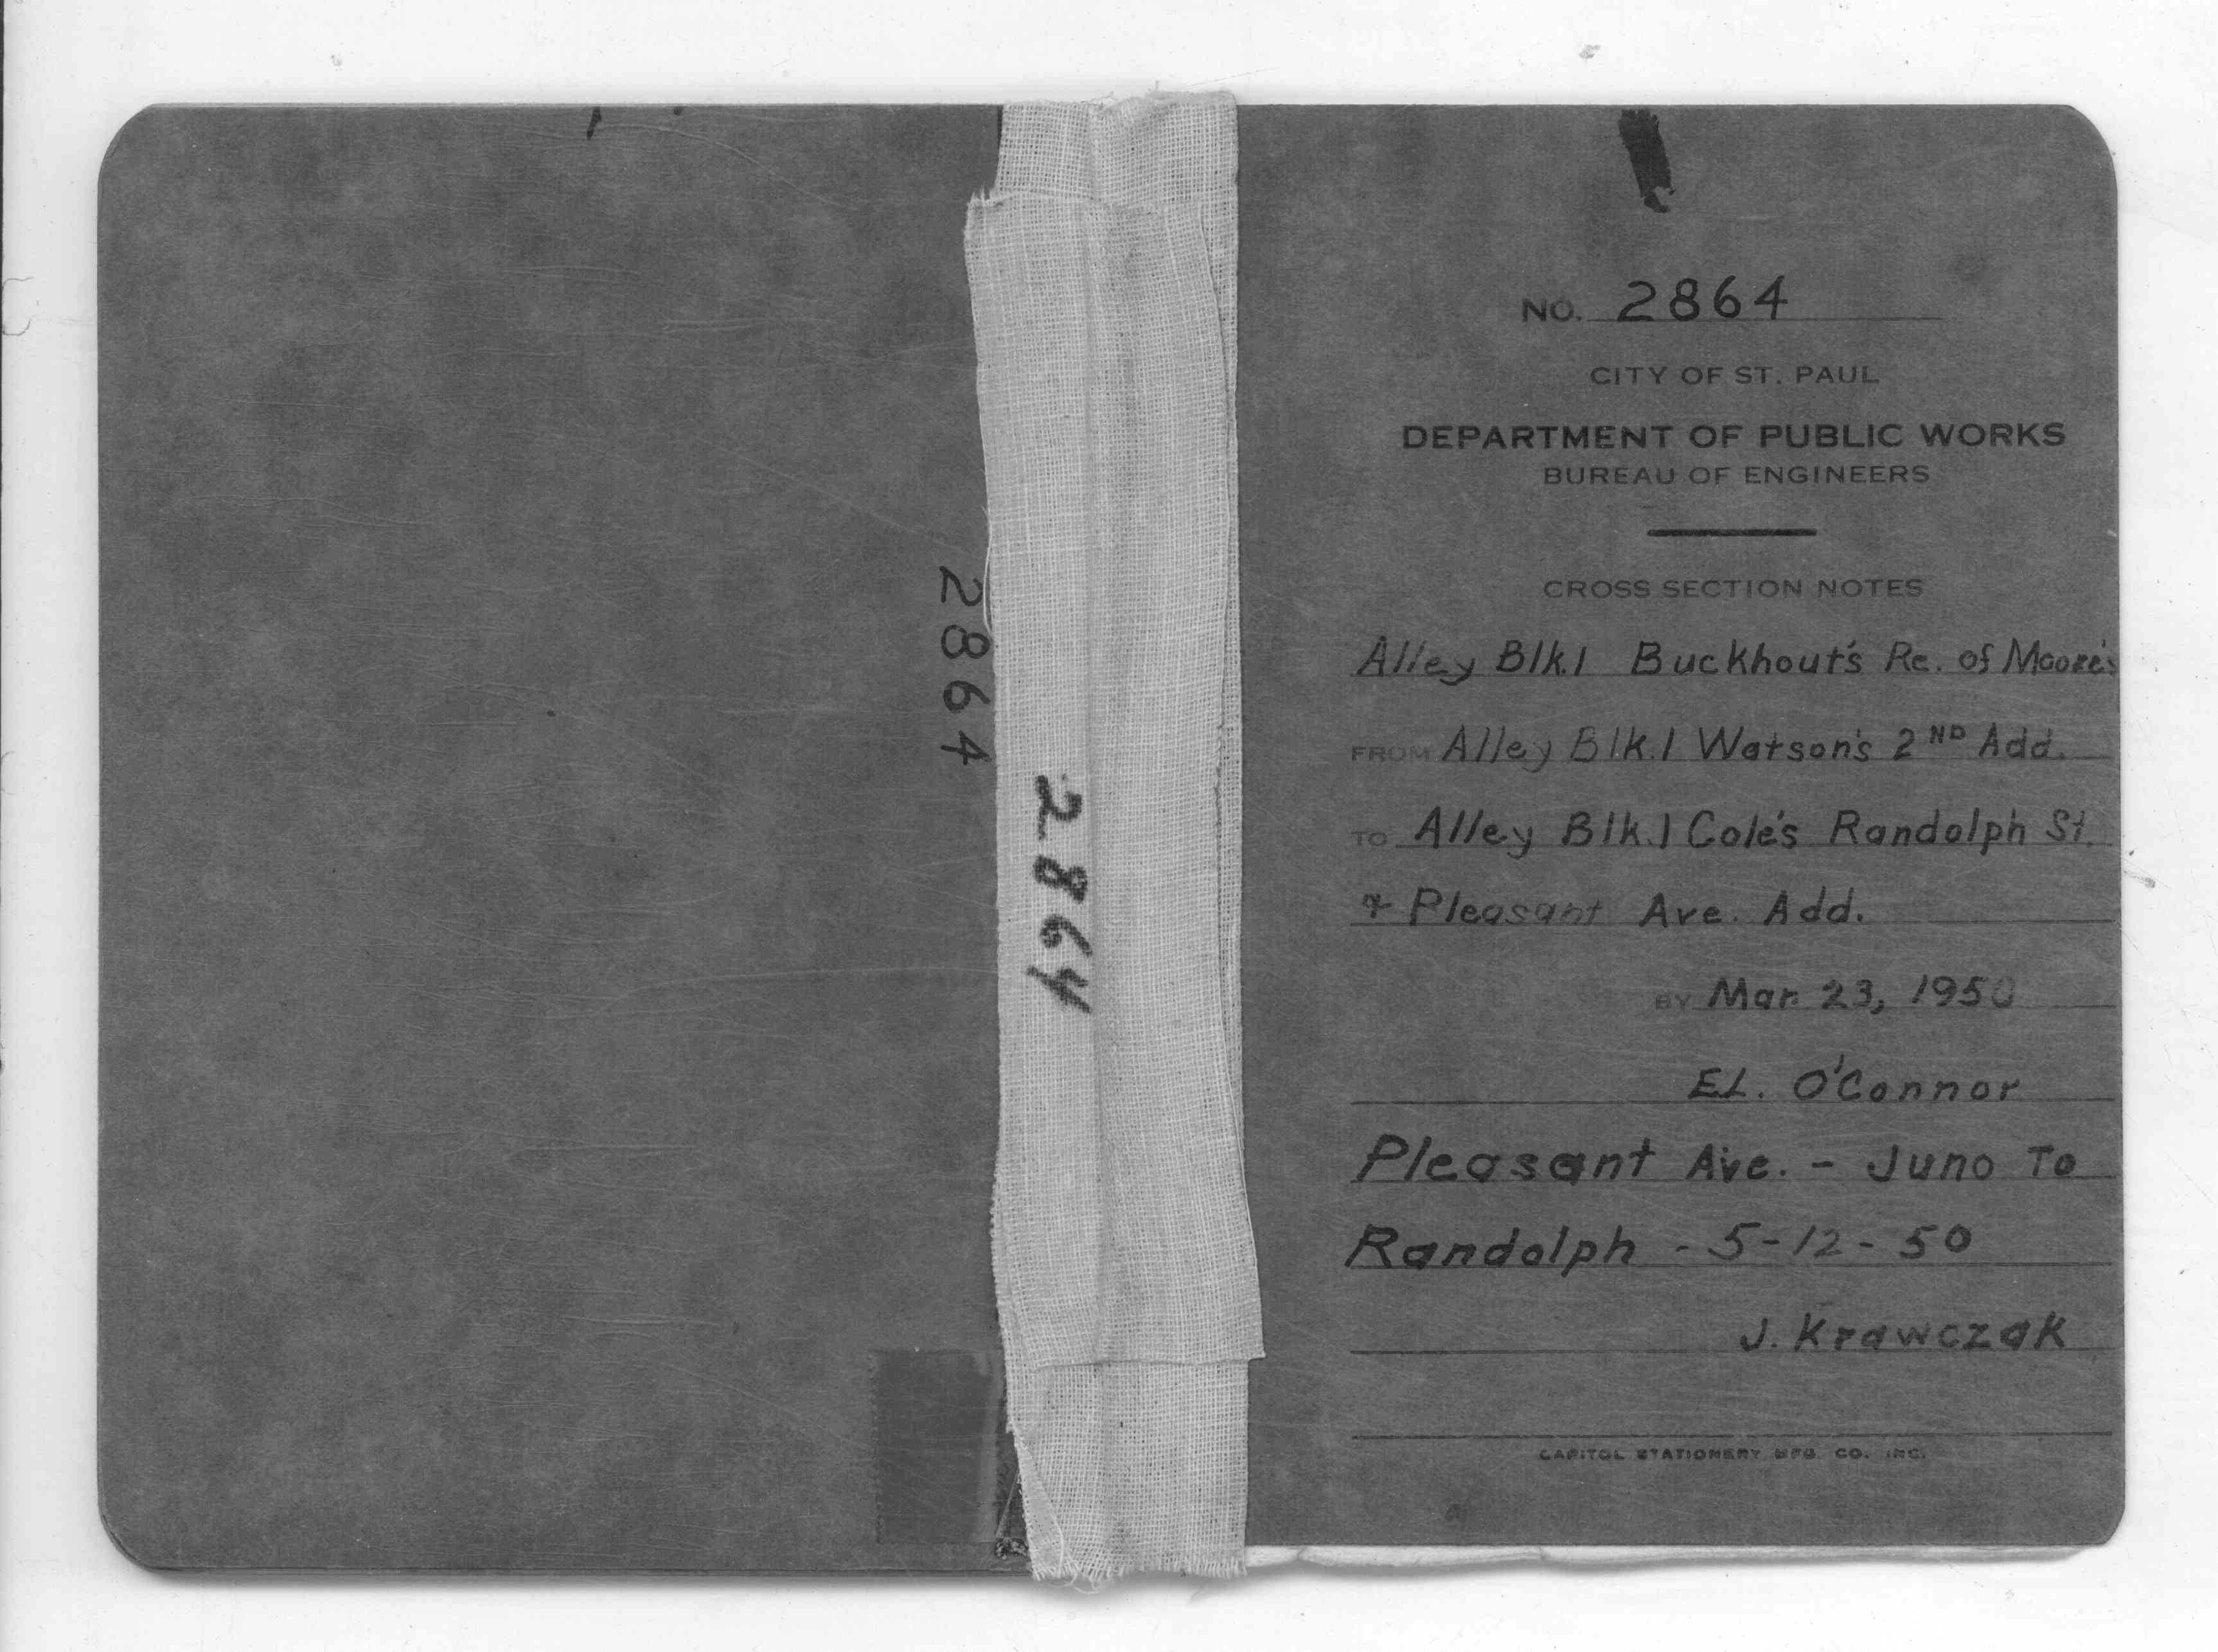 2864
2864
NO. 2864
CITY OF ST. PAUL
DEPARTMENT OF PUBLIC WORKS
BUREAU OF ENGINEERS
CROSS SECTION NOTES
Alley Blk.1 Buckhout's Re. of Moore's
FROM Alley Blk.1 Watson's 2ND Add.
TO Alley Blk.1 Cole's Randolph St.
& Pleasant Ave. Add.
BY Mar. 23, 1950
E.L. O'Connor
Pleasant Ave. - Juno To
Randolph - 5-12-50
J. Krawczak
CAPITOL STATIONERY MFG. CO. INC.